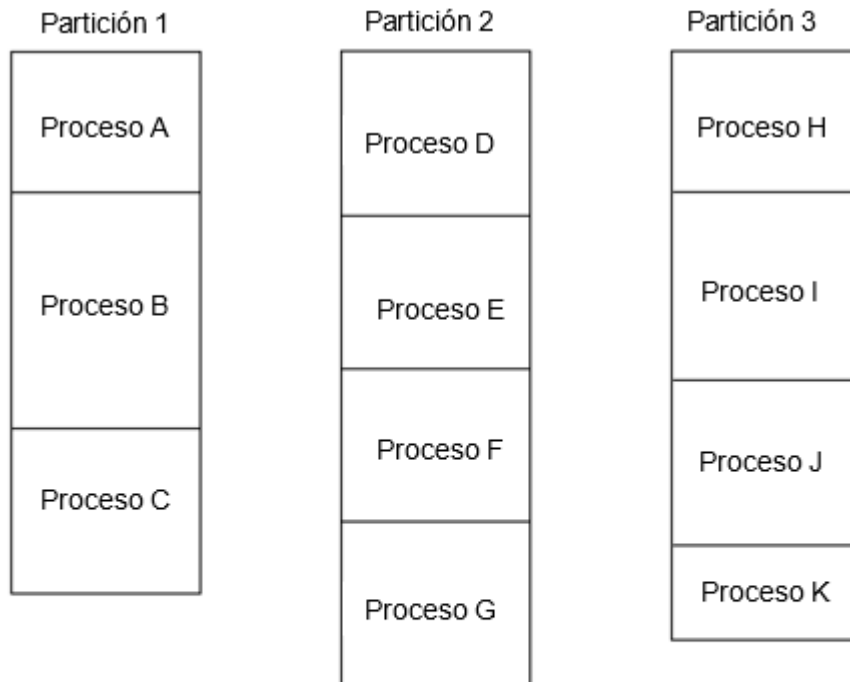 Partición 1
Proceso A
Proceso B
Proceso C
Partición 2
Proceso D
Proceso E
Proceso F
Proceso G
Partición 3
Proceso H
Proceso I
Proceso J
Proceso K